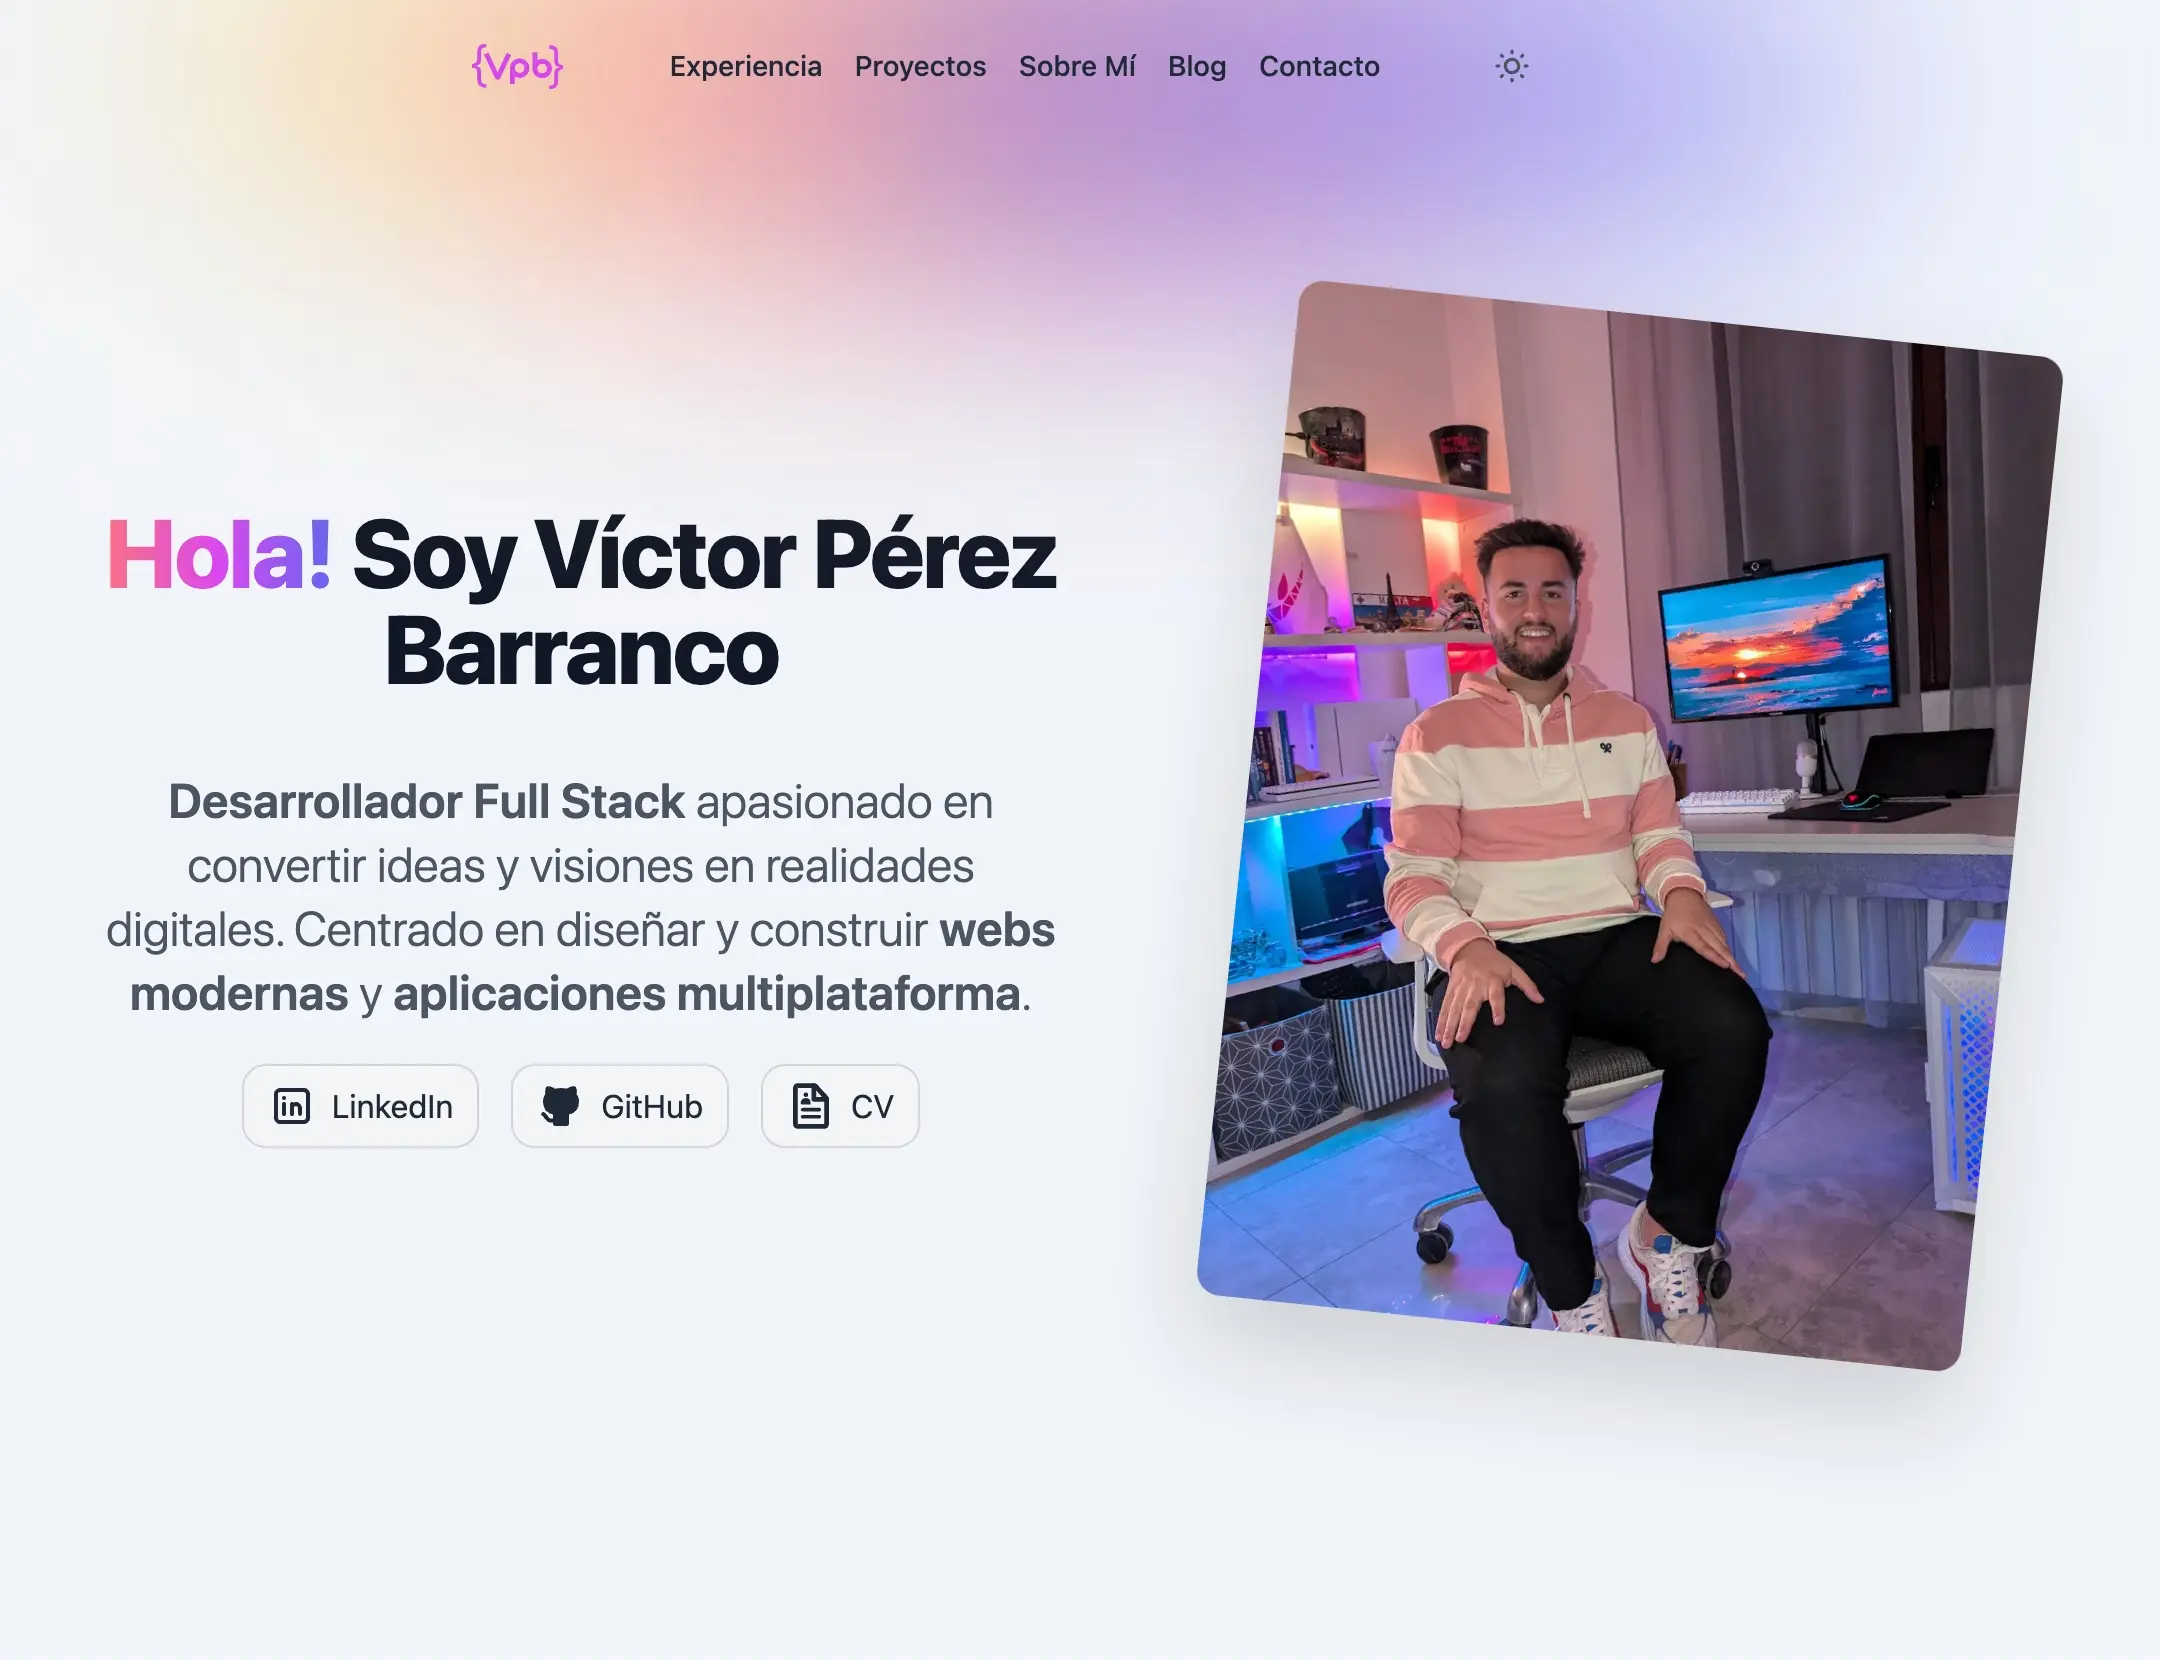 {Vpb}
Experiencia Proyectos Sobre Mí Blog Contacto
Hola! Soy Víctor Pérez
Barranco
Desarrollador Full Stack apasionado en
convertir ideas y visiones en realidades
digitales. Centrado en diseñar y construir webs
modernas y aplicaciones multiplataforma.
LinkedIn GitHub CV
MALTA